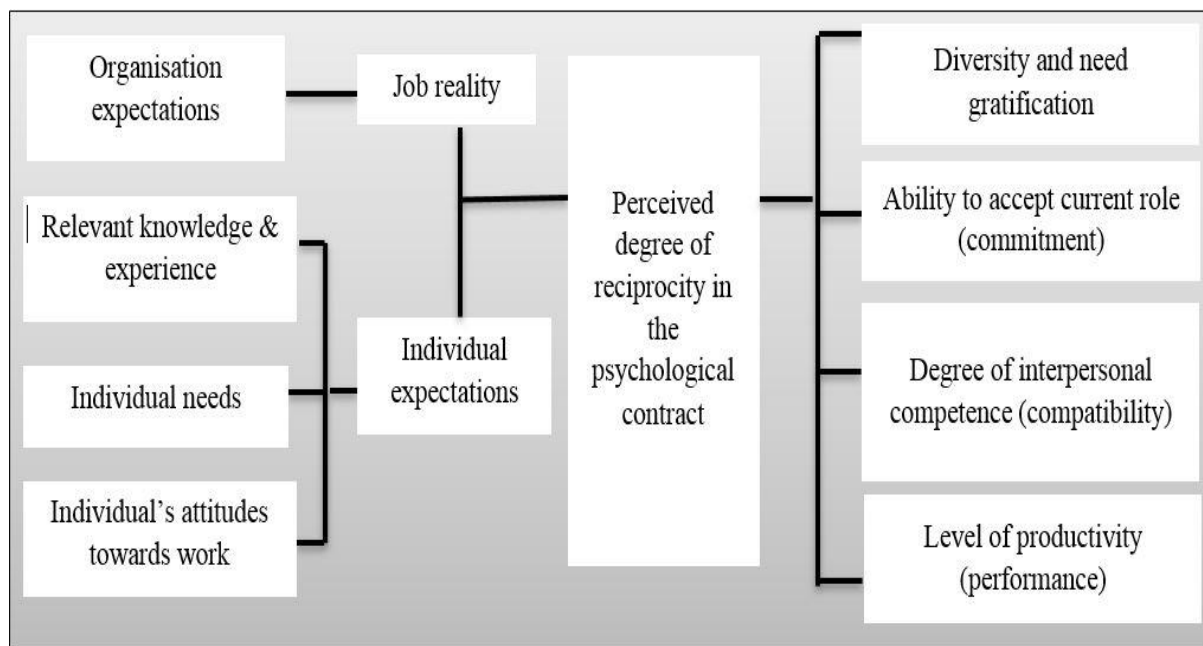 Organisation
expectations
Job reality
Relevant knowledge &
experience
Individual needs
Individual's attitudes
towards work
Individual
expectations
Perceived
degree of
reciprocity in
the
psychological
contract
Diversity and need
gratification
Ability to accept current role
(commitment)
Degree of interpersonal
competence (compatibility)
Level of productivity
(performance)